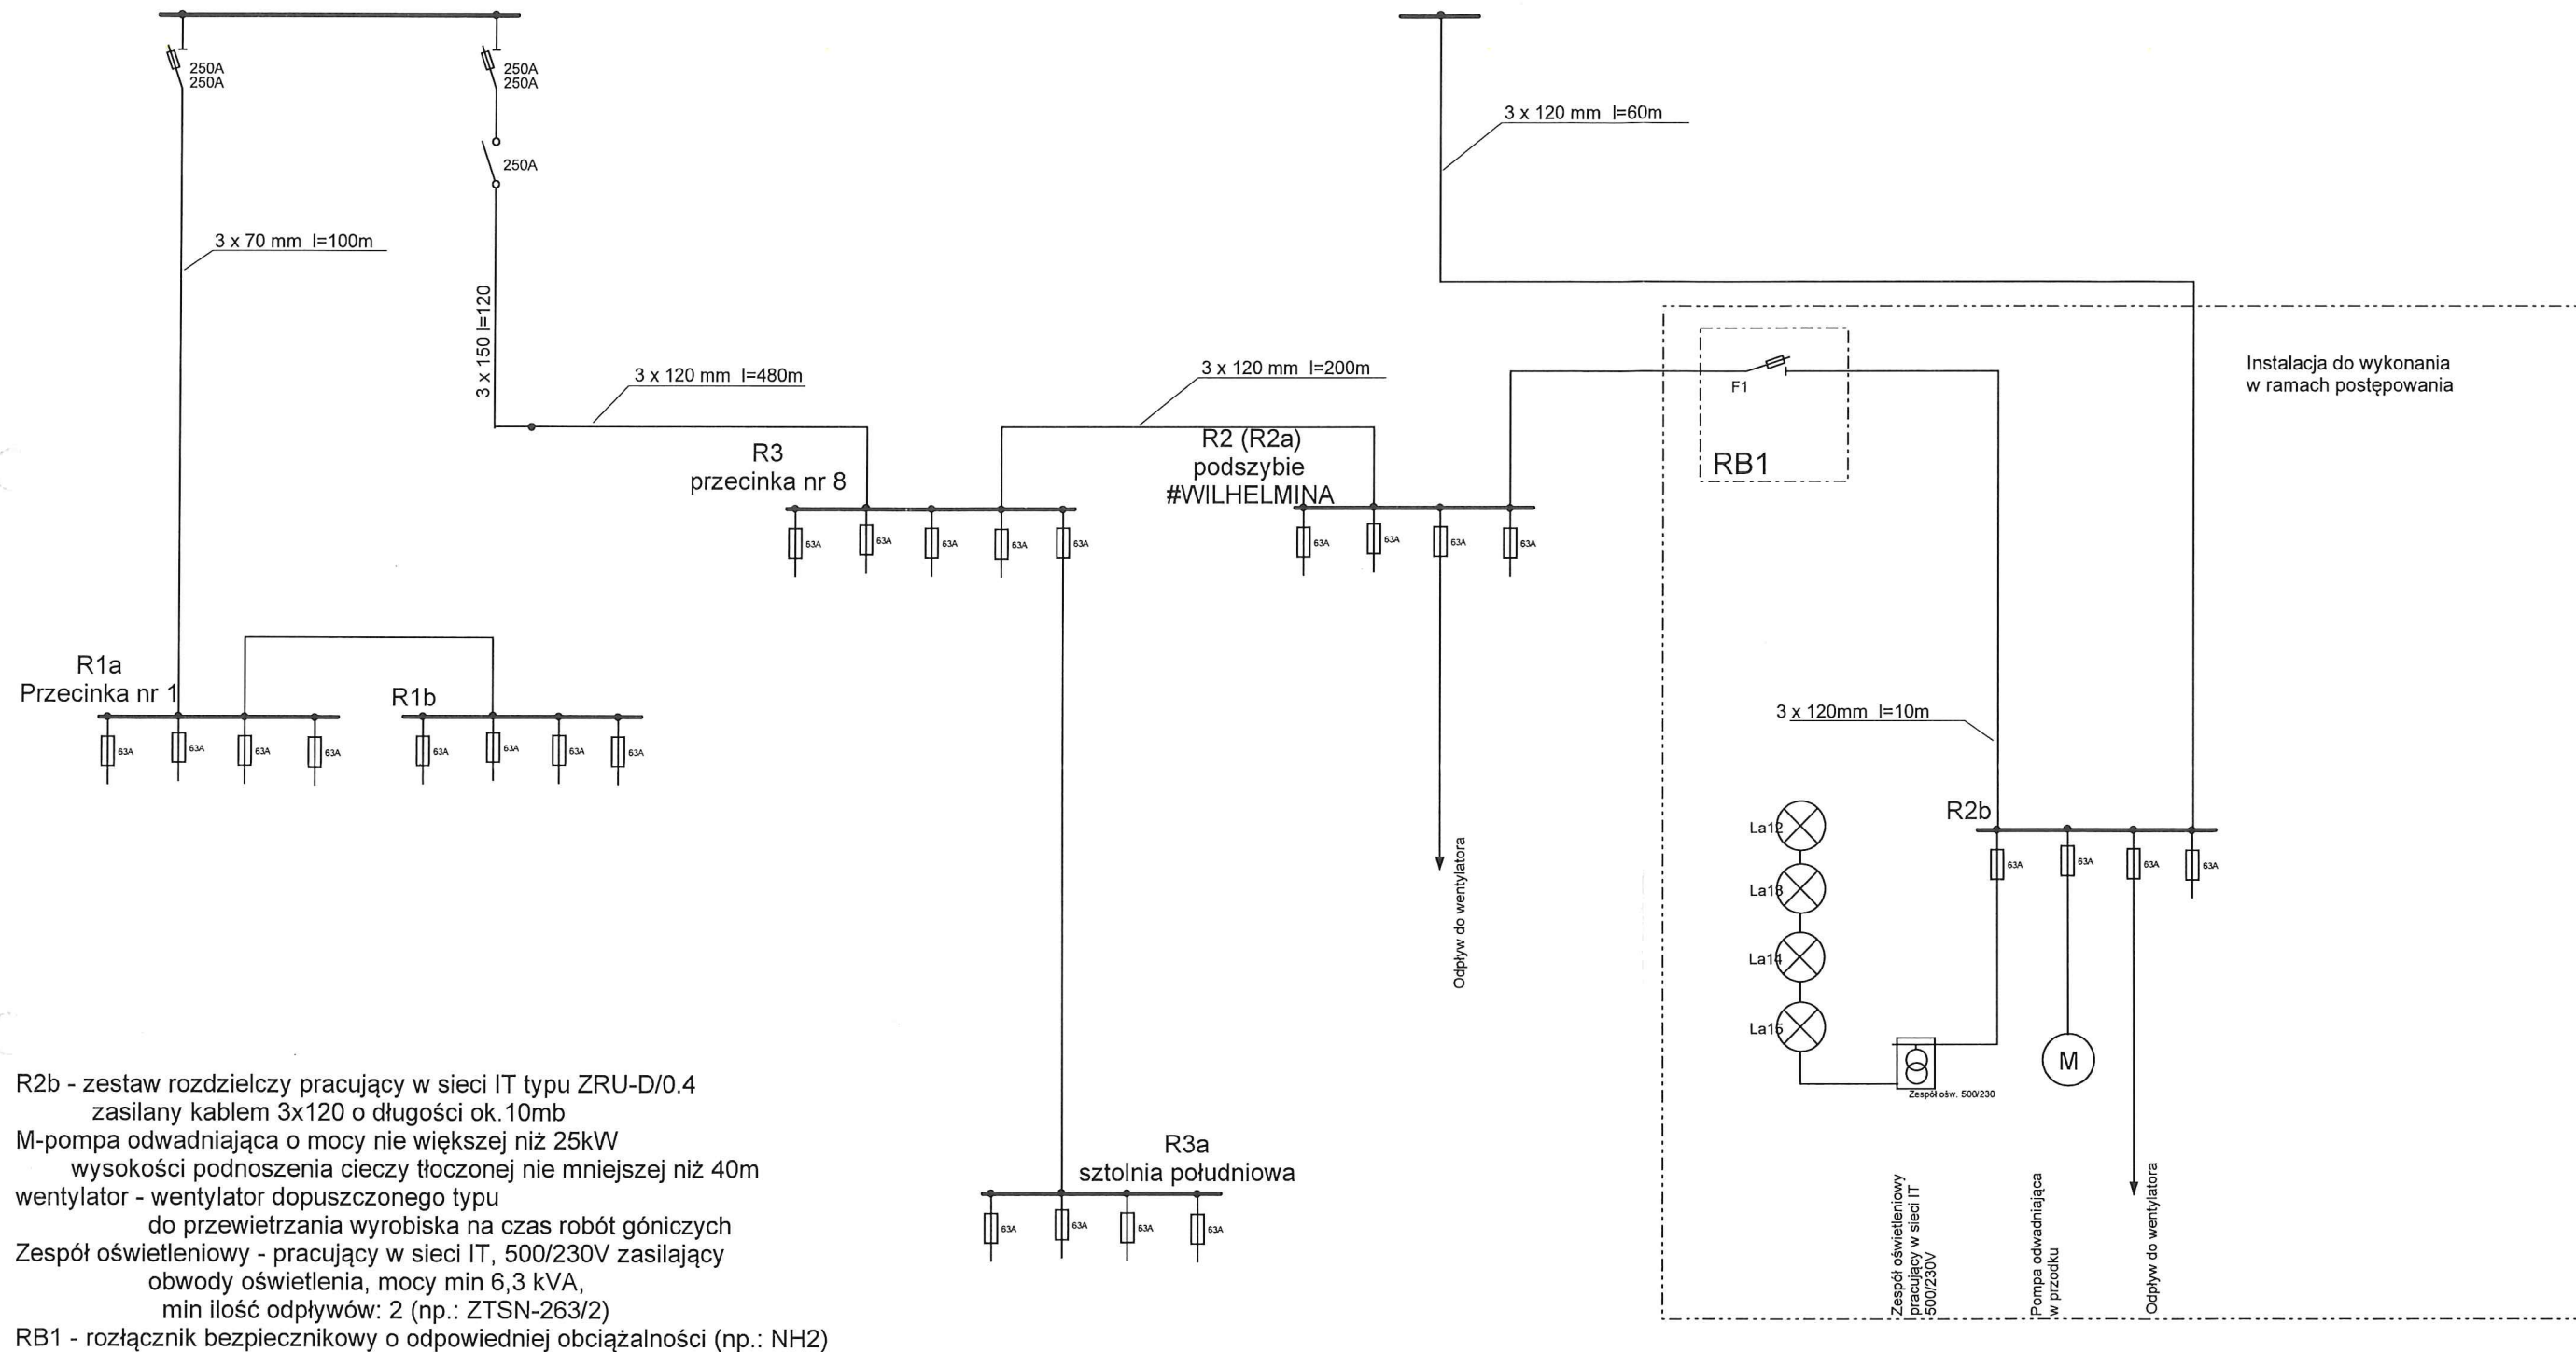 250A
250A
250A
250A
250A
3 x 120 mm l=60m
3 x 70 mm l=100m
3 x 150 l=120
3 x 120 mm l=480m
3 x 120 mm l=200m
Instalacja do wykonania
w ramach postępowania
F1
RB1
R3
przecinka nr 8
63A
63A
63A
63A
63A
R2 (R2a)
podszybie
#WILHELMINA
63A
63A
63A
63A
R1a
Przecinka nr 1
63A
63A
63A
63A
R1b
63A
63A
63A
63A
3 x 120mm l=10m
R2b
63A
63A
63A
63A
La12
La13
La14
La15
Odpływ do wentylatora
M
Zespół ośw. 500/230
R3a
sztolnia południowa
63A
63A
63A
63A
Zespół oświetleniowy
pracujący w sieci IT
500/230V
Pompa odwadniająca
w przodku
Odpływ do wentylatora
R2b - zestaw rozdzielczy pracujący w sieci IT typu ZRU-D/0.4
zasilany kablem 3x120 o długości ok.10mb
M-pompa odwadniająca o mocy nie większej niż 25kW
wysokości podnoszenia cieczy tłoczonej nie mniejszej niż 40m
wentylator - wentylator dopuszczonego typu
do przewietrzania wyrobiska na czas robót góniczych
Zespół oświetleniowy - pracujący w sieci IT, 500/230V zasilający
obwody oświetlenia, mocy min 6,3 kVA,
min ilość odpływów: 2 (np.: ZTSN-263/2)
RB1 - rozłącznik bezpiecznikowy o odpowiedniej obciążalności (np.: NH2)